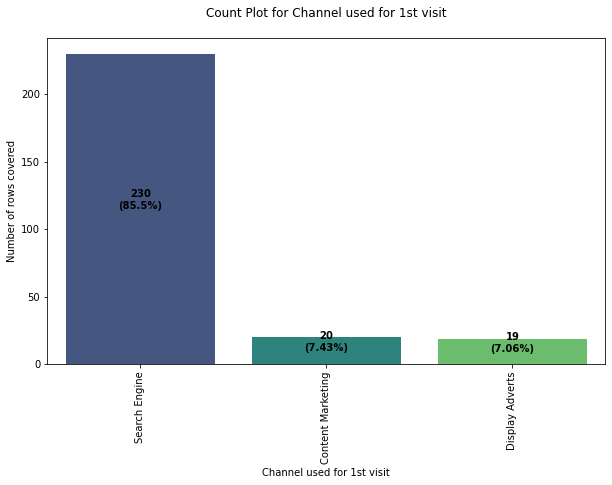 Count Plot for Channel used for 1st visit
Number of rows covered
200
150
100
50
0
230
(85.5%)
20
(7.43%)
19
(7.06%)
Search Engine
Content Marketing
Display Adverts
Channel used for 1st visit